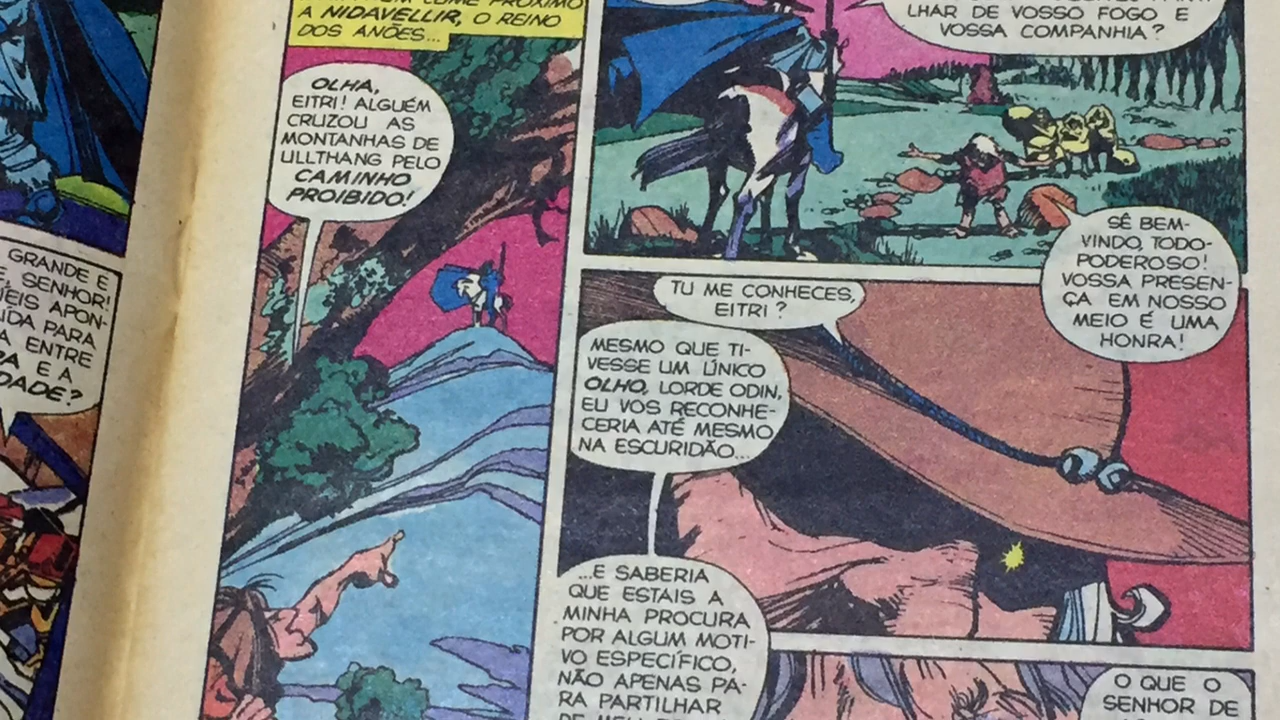 GRANDE E
SENHOR!
PARA
ENTRE
E A
DADE?
PRÓXIMO
A NIDAVELLIR, O REINO
DOS ANÕES...
OLHA,
EITRI! ALGUÉM
CRUZOU AS
MONTANHAS DE
ULLTHANG PELO
CAMINHO
PROIBIDO!
LHAR DE VOSSO FOGO E
VOSSA COMPANHIA?
SÊ BEM-
VINDO, TODO-
PODEROSO!
VOSSA PRESEN-
ÇA EM NOSSO
MEIO É UMA
HONRA!
TU ME CONHECES,
EITRI?
MESMO QUE TI-
VESSE UM ÚNICO
OLHO, LORDE ODIN,
EU VOS RECONHE-
CERIA ATÉ MESMO
NA ESCURIDÃO...
...E SABERIA
QUE ESTAIS A
MINHA PROCURA
POR ALGUM MOTI-
VO ESPECÍFICO,
NÃO APENAS PA-
RA PARTILHAR
O QUE O
SENHOR DE